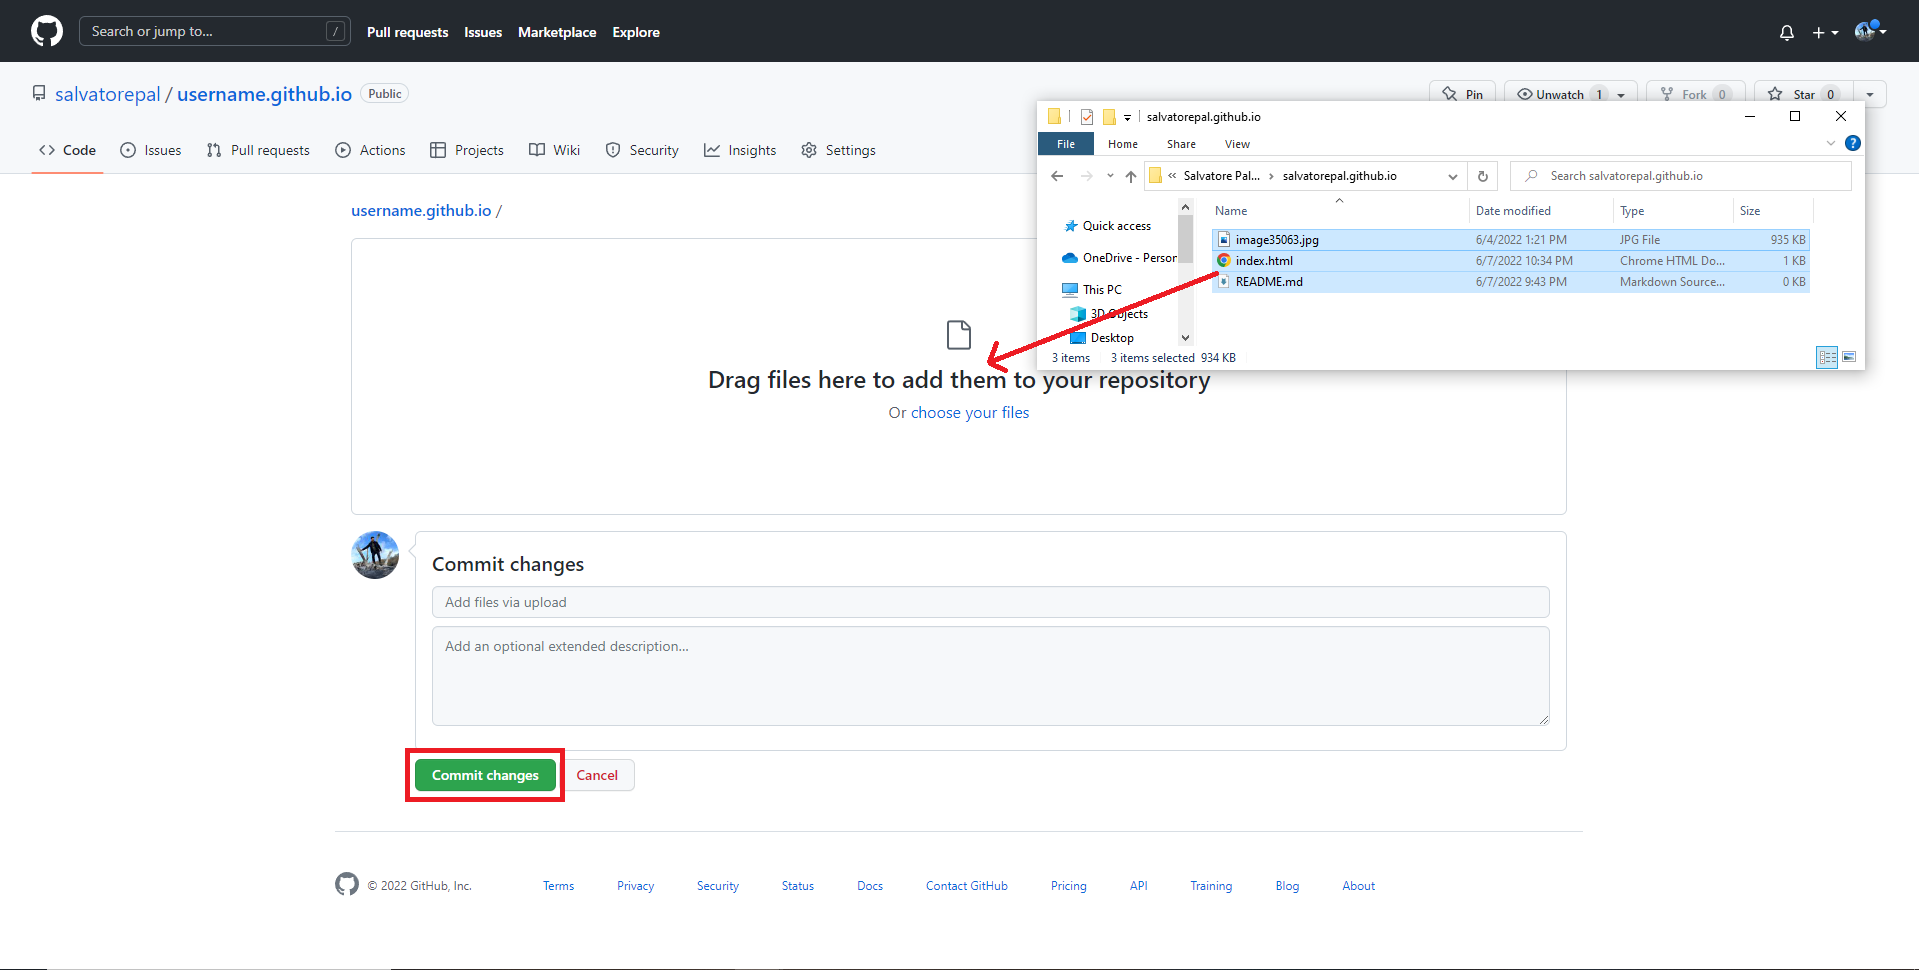 Search or jump to... /
Pull requests Issues Marketplace Explore
salvatorepal / username.github.io Public
Pin Unwatch 1 Fork 0 Star 0
Code Issues Pull requests Actions Projects Wiki Security Insights Settings
salvatorepal.github.io
File Home Share View ?
« Salvatore Pal... › salvatorepal.github.io
Search salvatorepal.github.io
Quick access
OneDrive - Person
This PC
3D Objects
Desktop
Name Date modified Type Size
image35063.jpg 6/4/2022 1:21 PM JPG File 935 KB
index.html 6/7/2022 10:34 PM Chrome HTML Do... 1 KB
README.md 6/7/2022 9:43 PM Markdown Source... 0 KB
3 items 3 items selected 934 KB
username.github.io /
Drag files here to add them to your repository
Or choose your files
Commit changes
Add files via upload
Add an optional extended description...
Commit changes Cancel
© 2022 GitHub, Inc. Terms Privacy Security Status Docs Contact GitHub Pricing API Training Blog About